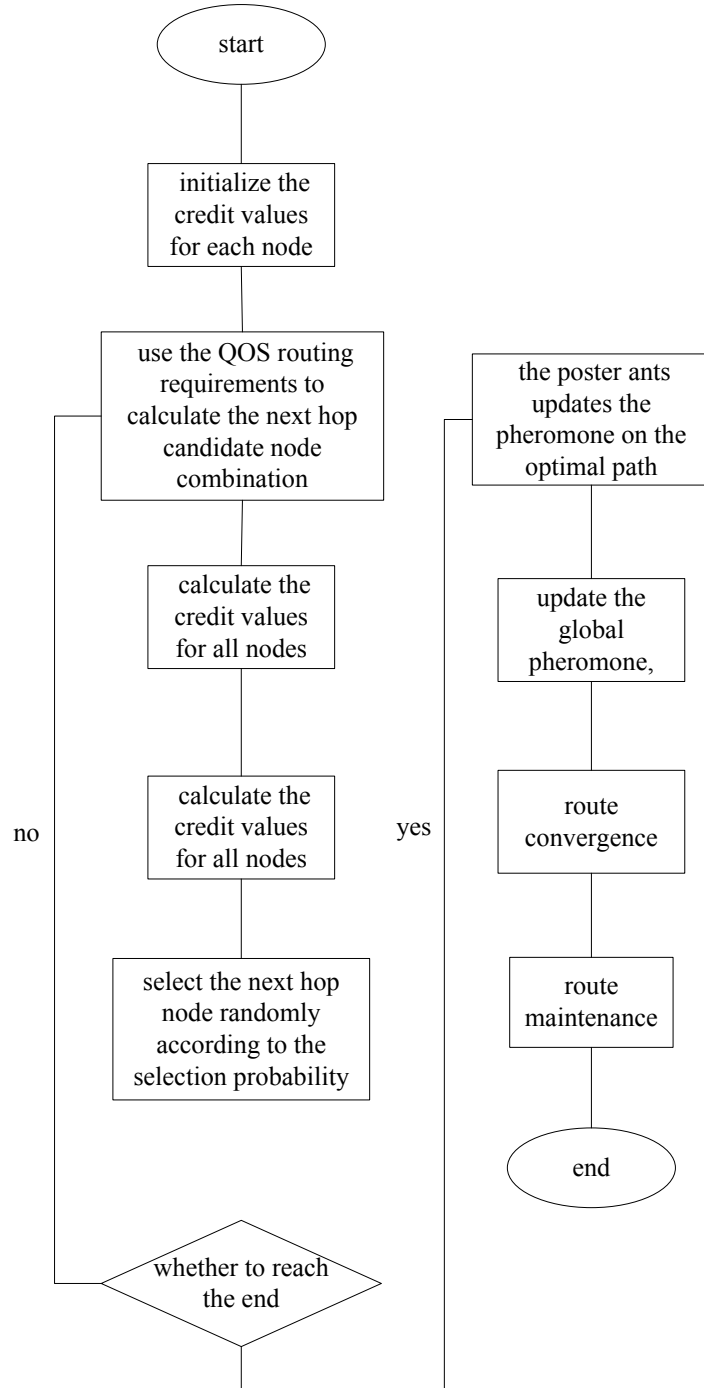 start
initialize the
credit values
for each node
use the QOS routing
requirements to
calculate the next hop
candidate node
combination
calculate the
credit values
for all nodes
calculate the
credit values
for all nodes
no
select the next hop
node randomly
according to the
selection probability
whether to reach
the end
yes
the poster ants
updates the
pheromone on the
optimal path
update the
global
pheromone,
route
convergence
route
maintenance
end